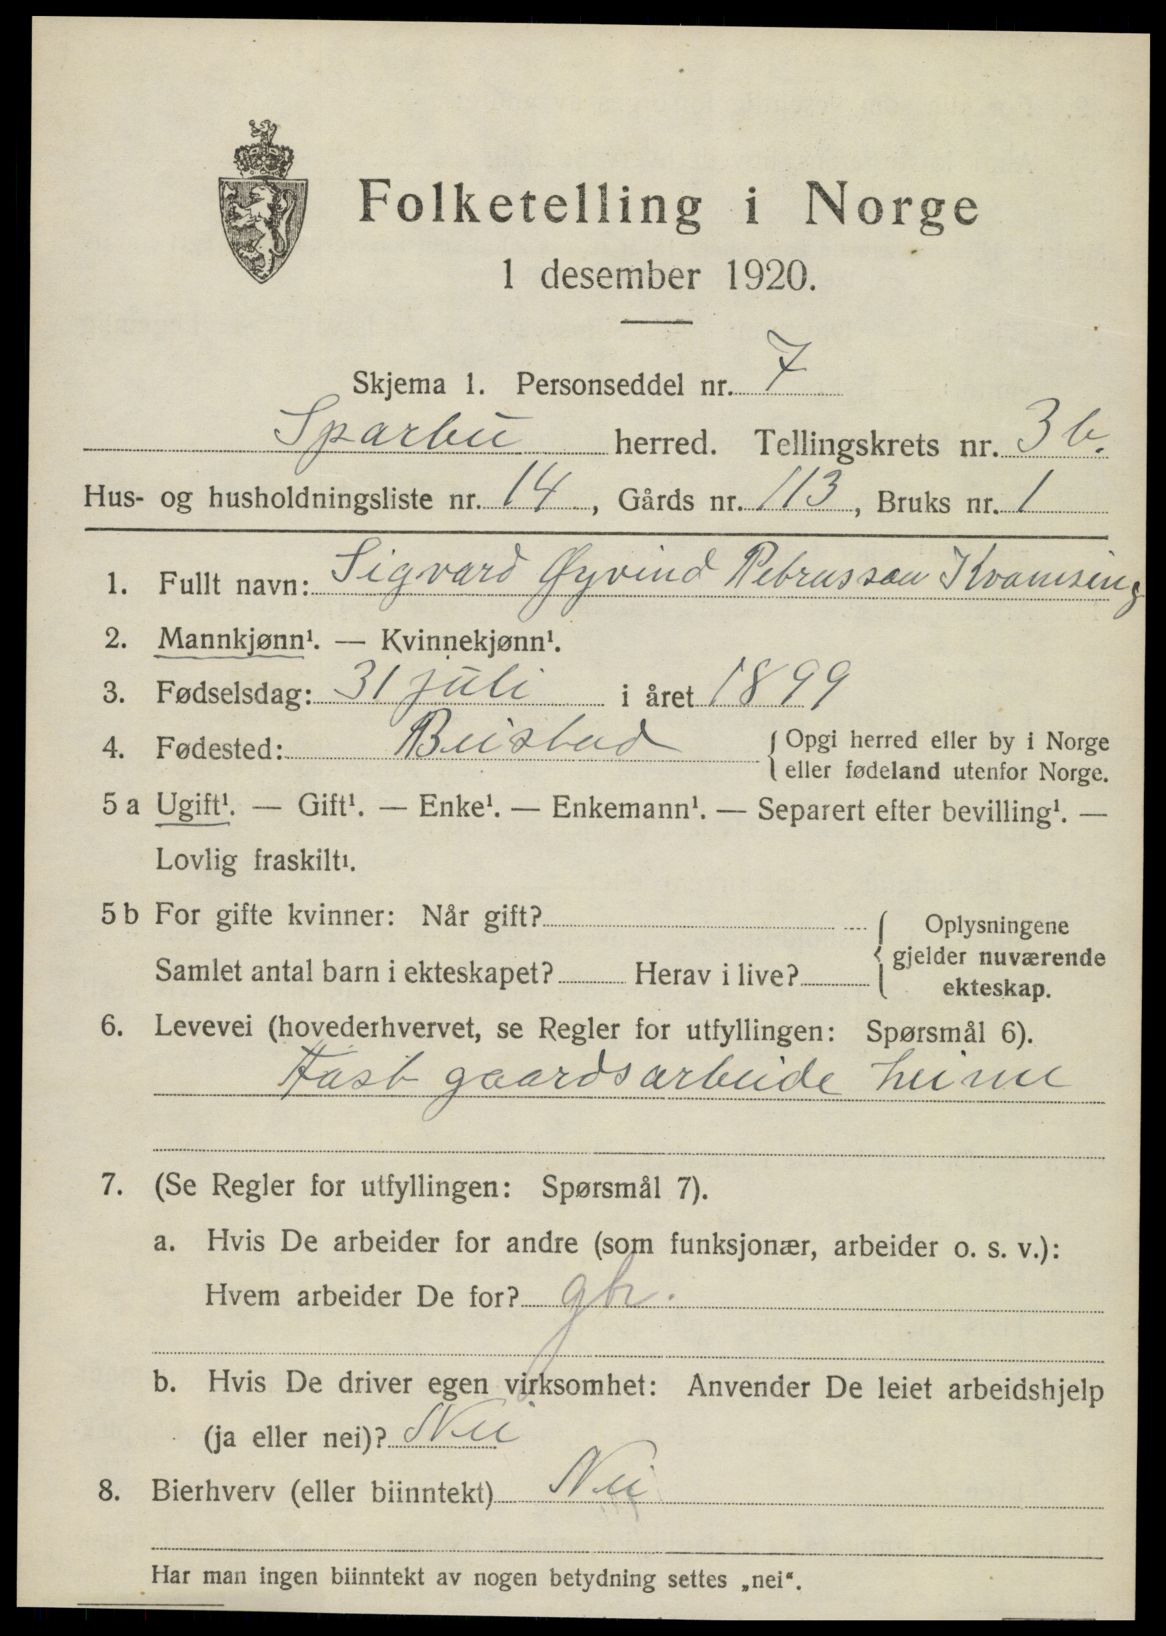 Folketelling i Norge
1 desember 1920.
Skjema 1. Personseddel nr. 7
Sparbu herred. Tellingskrets nr. 3 b.
Hus- og husholdningsliste nr. 14, Gårds nr. 113, Bruks nr. 1
1. Fullt navn: Sigvard Øyvind Petrussen Kvamsing
2. Mannkjønn¹. — Kvinnekjønn¹.
3. Fødselsdag: 31 juli i året 1899
4. Fødested: Beistad { Opgi herred eller by i Norge
eller fødeland utenfor Norge.
5 a Ugift¹. — Gift¹. — Enke¹. — Enkemann¹. — Separert efter bevilling¹. —
Lovlig fraskilt¹.
5 b For gifte kvinner: Når gift? { Oplysningene
gjelder nuværende
Samlet antal barn i ekteskapet? Herav i live?
ekteskap.
6. Levevei (hovederhvervet, se Regler for utfyllingen: Spørsmål 6).
Fast gaardsarbeide heime
7. (Se Regler for utfyllingen: Spørsmål 7).
a. Hvis De arbeider for andre (som funksjonær, arbeider o. s. v.):
Hvem arbeider De for? gbr.
b. Hvis De driver egen virksomhet: Anvender De leiet arbeidshjelp
(ja eller nei)? Nei
8. Bierhverv (eller biinntekt) Nei
Har man ingen biinntekt av nogen betydning settes „nei“.